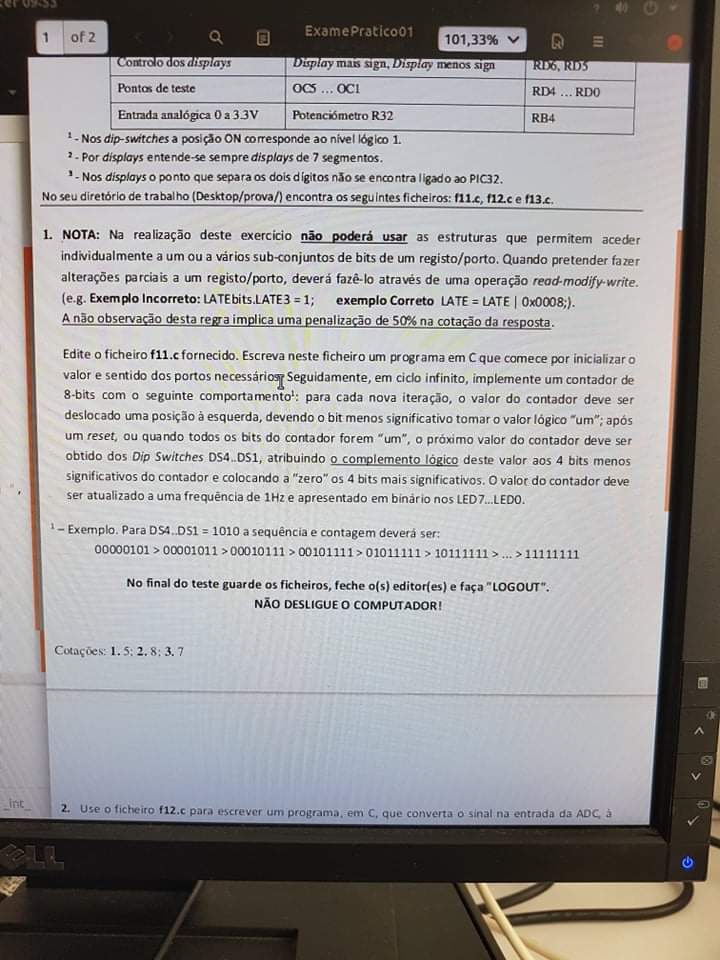 1 of 2
ExamePratico01
101,33%
Controlo dos displays Display mais sign, Display menos sign RD6, RD5
Pontos de teste OC5 … OC1 RD4 … RD0
Entrada analógica 0 a 3.3V Potenciómetro R32 RB4
1 - Nos dip-switches a posição ON corresponde ao nível lógico 1.
2 - Por displays entende-se sempre displays de 7 segmentos.
3 - Nos displays o ponto que separa os dois dígitos não se encontra ligado ao PIC32.
No seu diretório de trabalho (Desktop/prova/) encontra os seguintes ficheiros: f11.c, f12.c e f13.c.
1. NOTA: Na realização deste exercício não poderá usar as estruturas que permitem aceder
individualmente a um ou a vários sub-conjuntos de bits de um registo/porto. Quando pretender fazer
alterações parciais a um registo/porto, deverá fazê-lo através de uma operação read-modify-write.
(e.g. Exemplo Incorreto: LATEbits.LATE3 = 1; exemplo Correto LATE = LATE | 0x0008;).
A não observação desta regra implica uma penalização de 50% na cotação da resposta.
Edite o ficheiro f11.c fornecido. Escreva neste ficheiro um programa em C que comece por inicializar o
valor e sentido dos portos necessários. Seguidamente, em ciclo infinito, implemente um contador de
8-bits com o seguinte comportamento1: para cada nova iteração, o valor do contador deve ser
deslocado uma posição à esquerda, devendo o bit menos significativo tomar o valor lógico "um"; após
um reset, ou quando todos os bits do contador forem "um", o próximo valor do contador deve ser
obtido dos Dip Switches DS4..DS1, atribuindo o complemento lógico deste valor aos 4 bits menos
significativos do contador e colocando a "zero" os 4 bits mais significativos. O valor do contador deve
ser atualizado a uma frequência de 1Hz e apresentado em binário nos LED7...LED0.
1 – Exemplo. Para DS4..DS1 = 1010 a sequência e contagem deverá ser:
00000101 > 00001011 > 00010111 > 00101111 > 01011111 > 10111111 > ... > 11111111
No final do teste guarde os ficheiros, feche o(s) editor(es) e faça "LOGOUT".
NÃO DESLIGUE O COMPUTADOR!
Cotações: 1. 5; 2. 8; 3. 7
2. Use o ficheiro f12.c para escrever um programa, em C, que converta o sinal na entrada da ADC, à
_int_
DELL